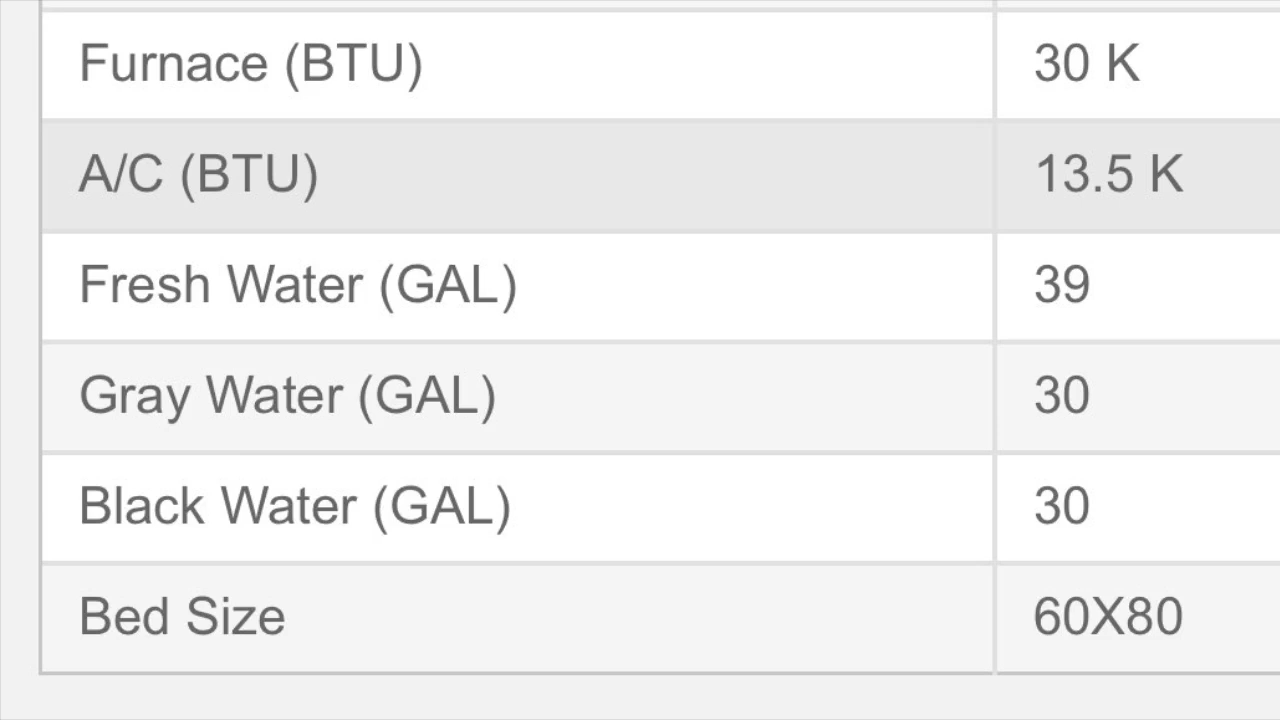 Furnace (BTU) 30 K
A/C (BTU) 13.5 K
Fresh Water (GAL) 39
Gray Water (GAL) 30
Black Water (GAL) 30
Bed Size 60X80